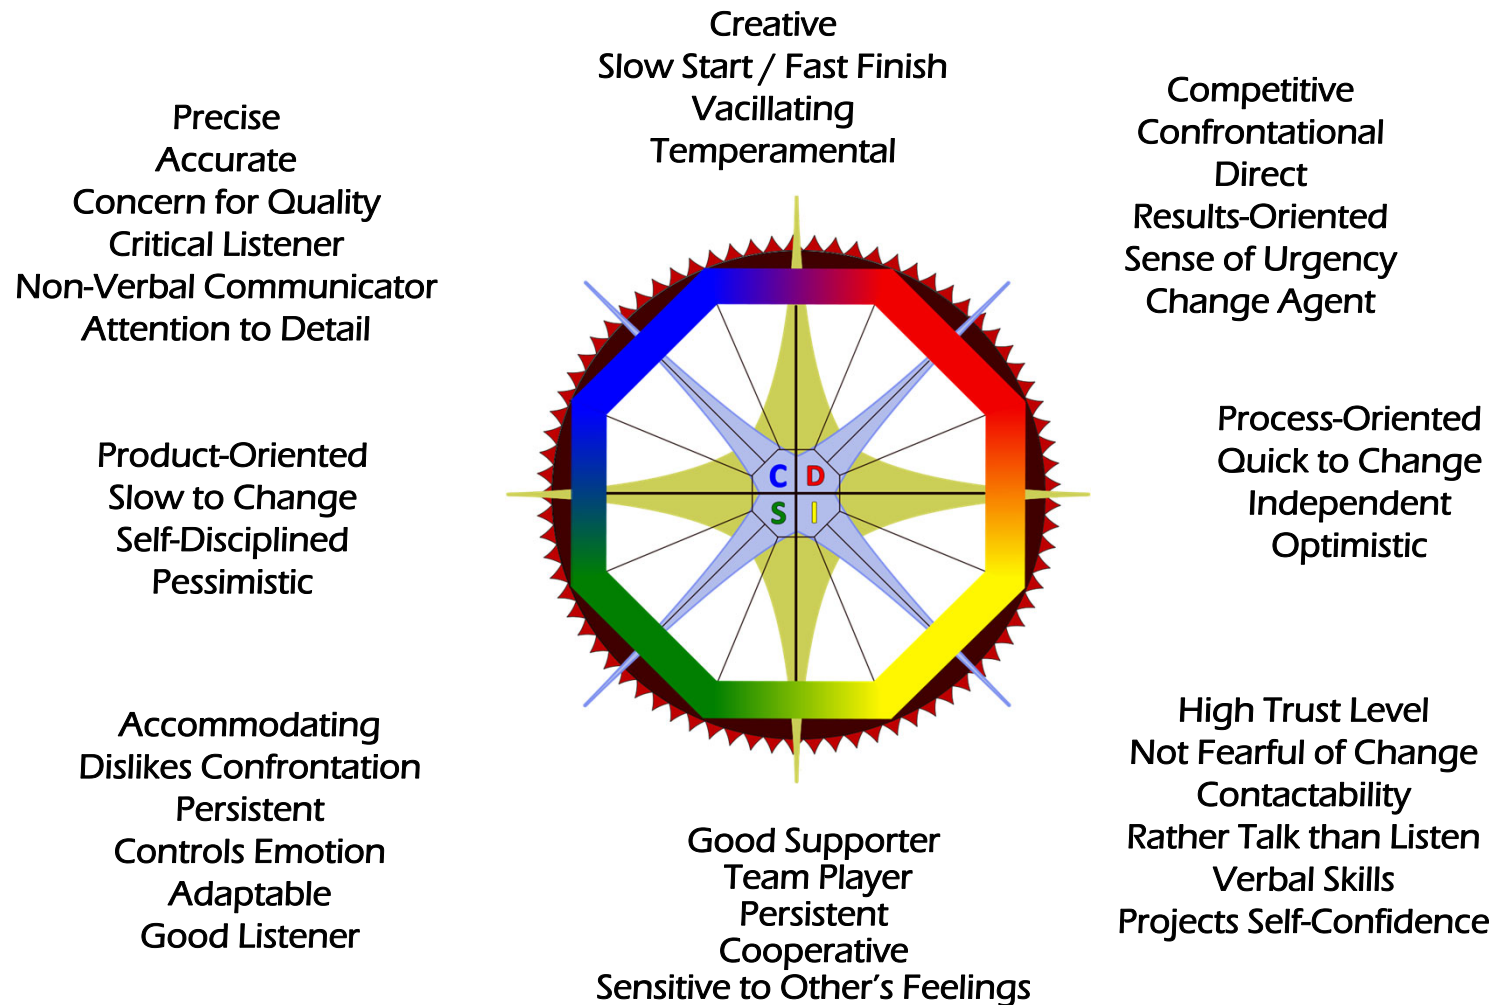 Creative
Slow Start / Fast Finish
Vacillating
Temperamental
Precise
Accurate
Concern for Quality
Critical Listener
Non-Verbal Communicator
Attention to Detail
Competitive
Confrontational
Direct
Results-Oriented
Sense of Urgency
Change Agent
Product-Oriented
Slow to Change
Self-Disciplined
Pessimistic
C D
S I
Process-Oriented
Quick to Change
Independent
Optimistic
Accommodating
Dislikes Confrontation
Persistent
Controls Emotion
Adaptable
Good Listener
Good Supporter
Team Player
Persistent
Cooperative
Sensitive to Other's Feelings
High Trust Level
Not Fearful of Change
Contactability
Rather Talk than Listen
Verbal Skills
Projects Self-Confidence